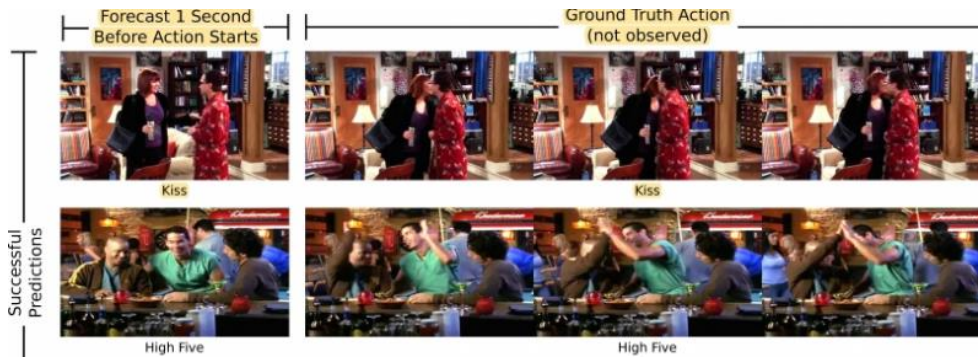 Forecast 1 Second
Before Action Starts
Ground Truth Action
(not observed)
Successful
Predictions
Kiss
Kiss
High Five
High Five